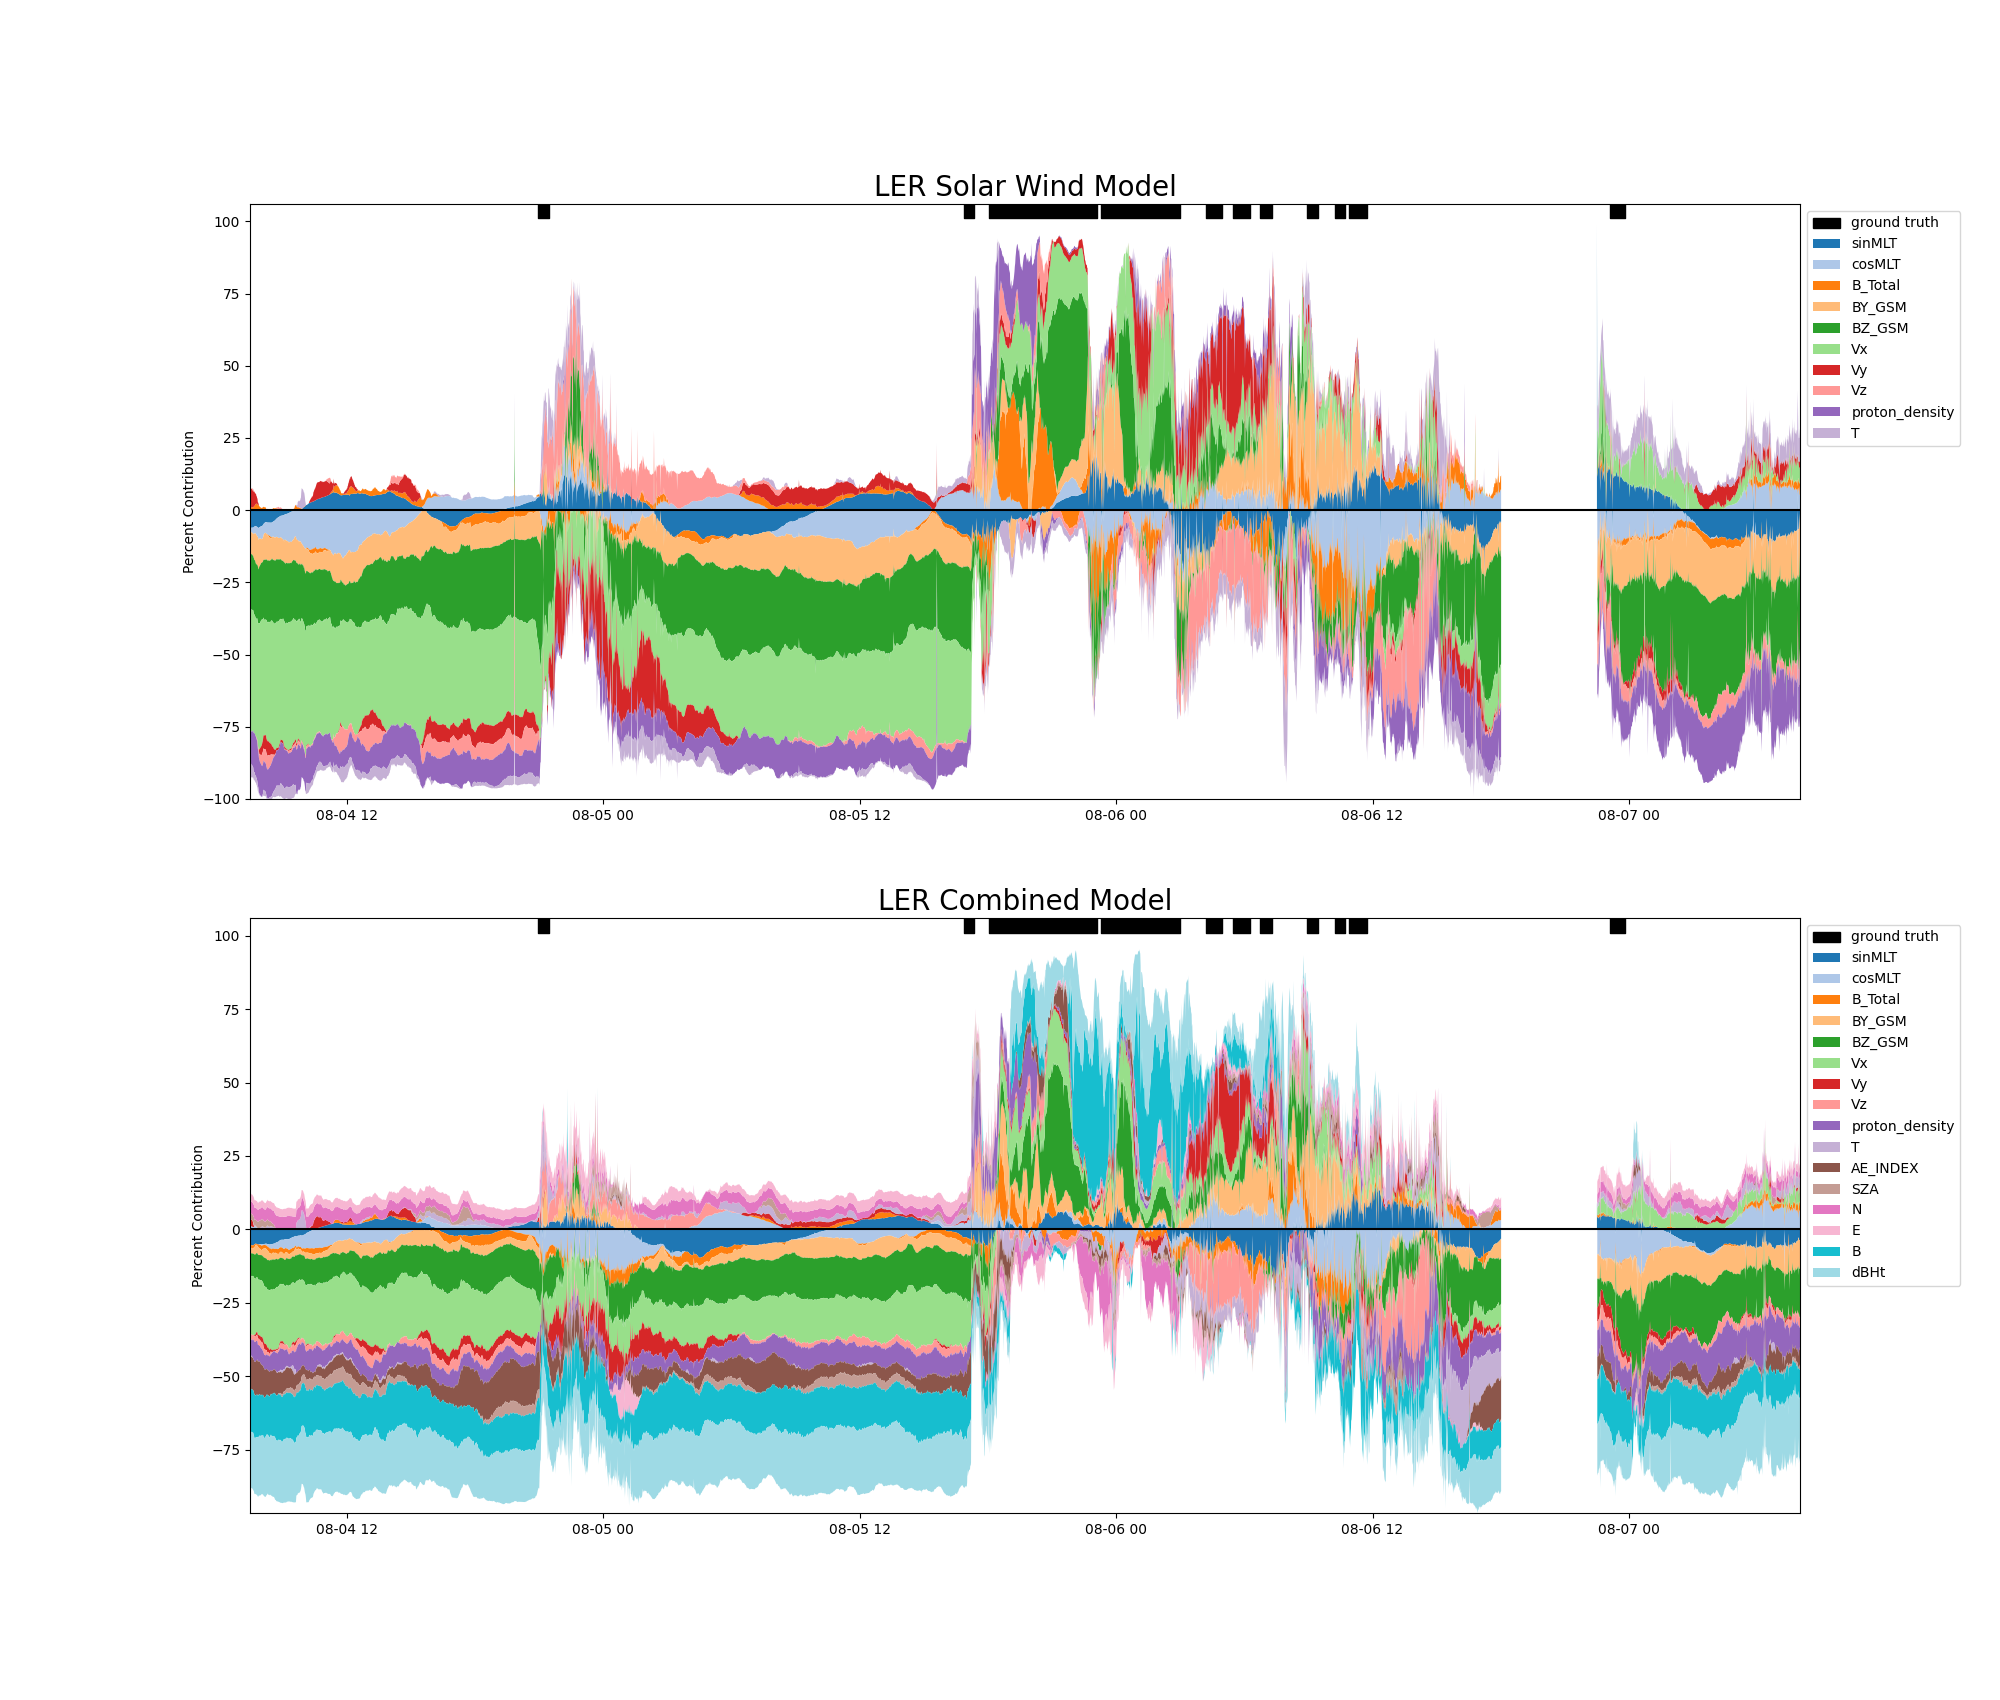 LER Solar Wind Model
Percent Contribution
100
75
50
25
0
−25
−50
−75
−100
08-04 12
08-05 00
08-05 12
08-06 00
08-06 12
08-07 00
ground truth
sinMLT
cosMLT
B_Total
BY_GSM
BZ_GSM
Vx
Vy
Vz
proton_density
T
LER Combined Model
Percent Contribution
100
75
50
25
0
−25
−50
−75
08-04 12
08-05 00
08-05 12
08-06 00
08-06 12
08-07 00
ground truth
sinMLT
cosMLT
B_Total
BY_GSM
BZ_GSM
Vx
Vy
Vz
proton_density
T
AE_INDEX
SZA
N
E
B
dBHt